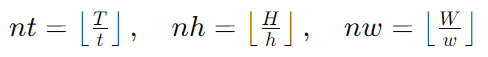 nt = ⌊T/t⌋, nh = ⌊H/h⌋, nw = ⌊W/w⌋